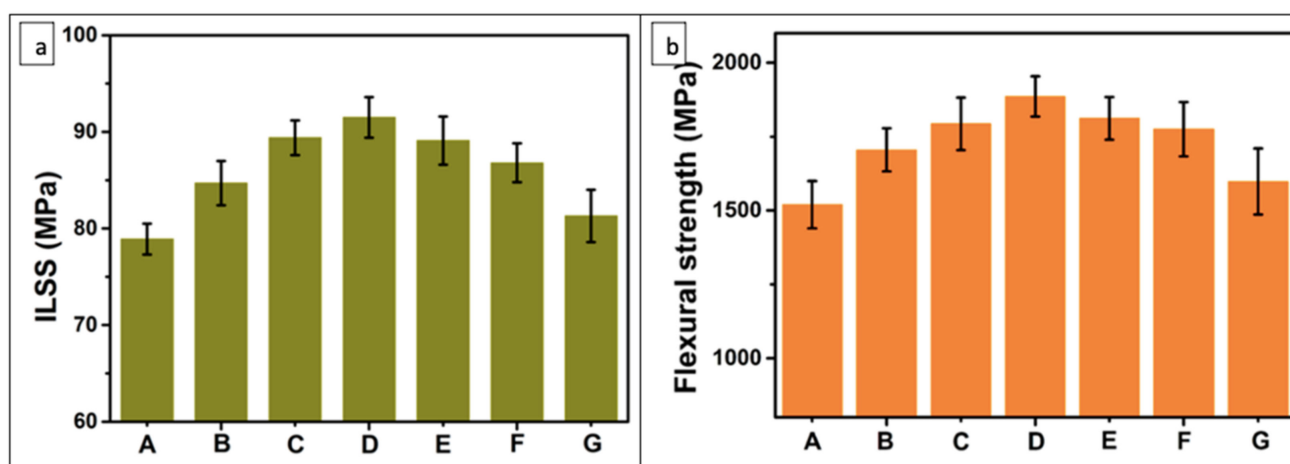 a
100
90
80
70
60
ILSS (MPa)
A B C D E F G
b
2000
1500
1000
Flexural strength (MPa)
A B C D E F G